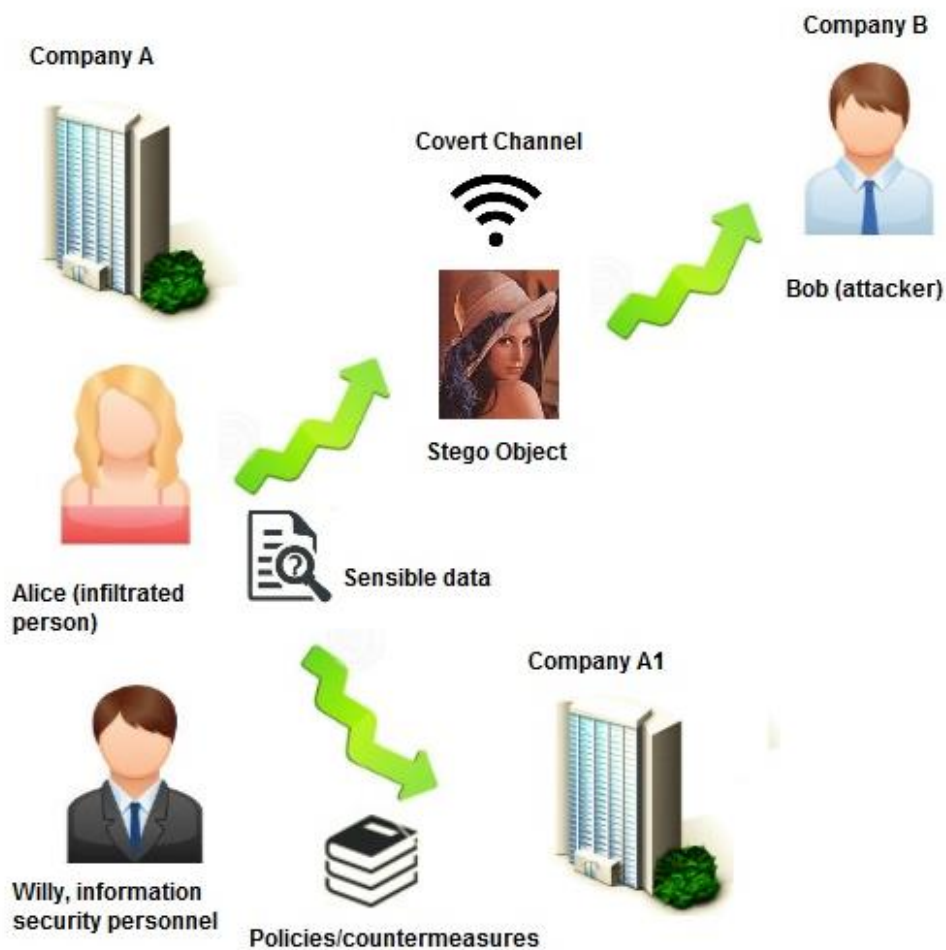 Company B
Company A
Covert Channel
Bob (attacker)
Stego Object
Sensible data
Alice (infiltrated
person)
Company A1
Willy, information
security personnel
Policies/countermeasures
?